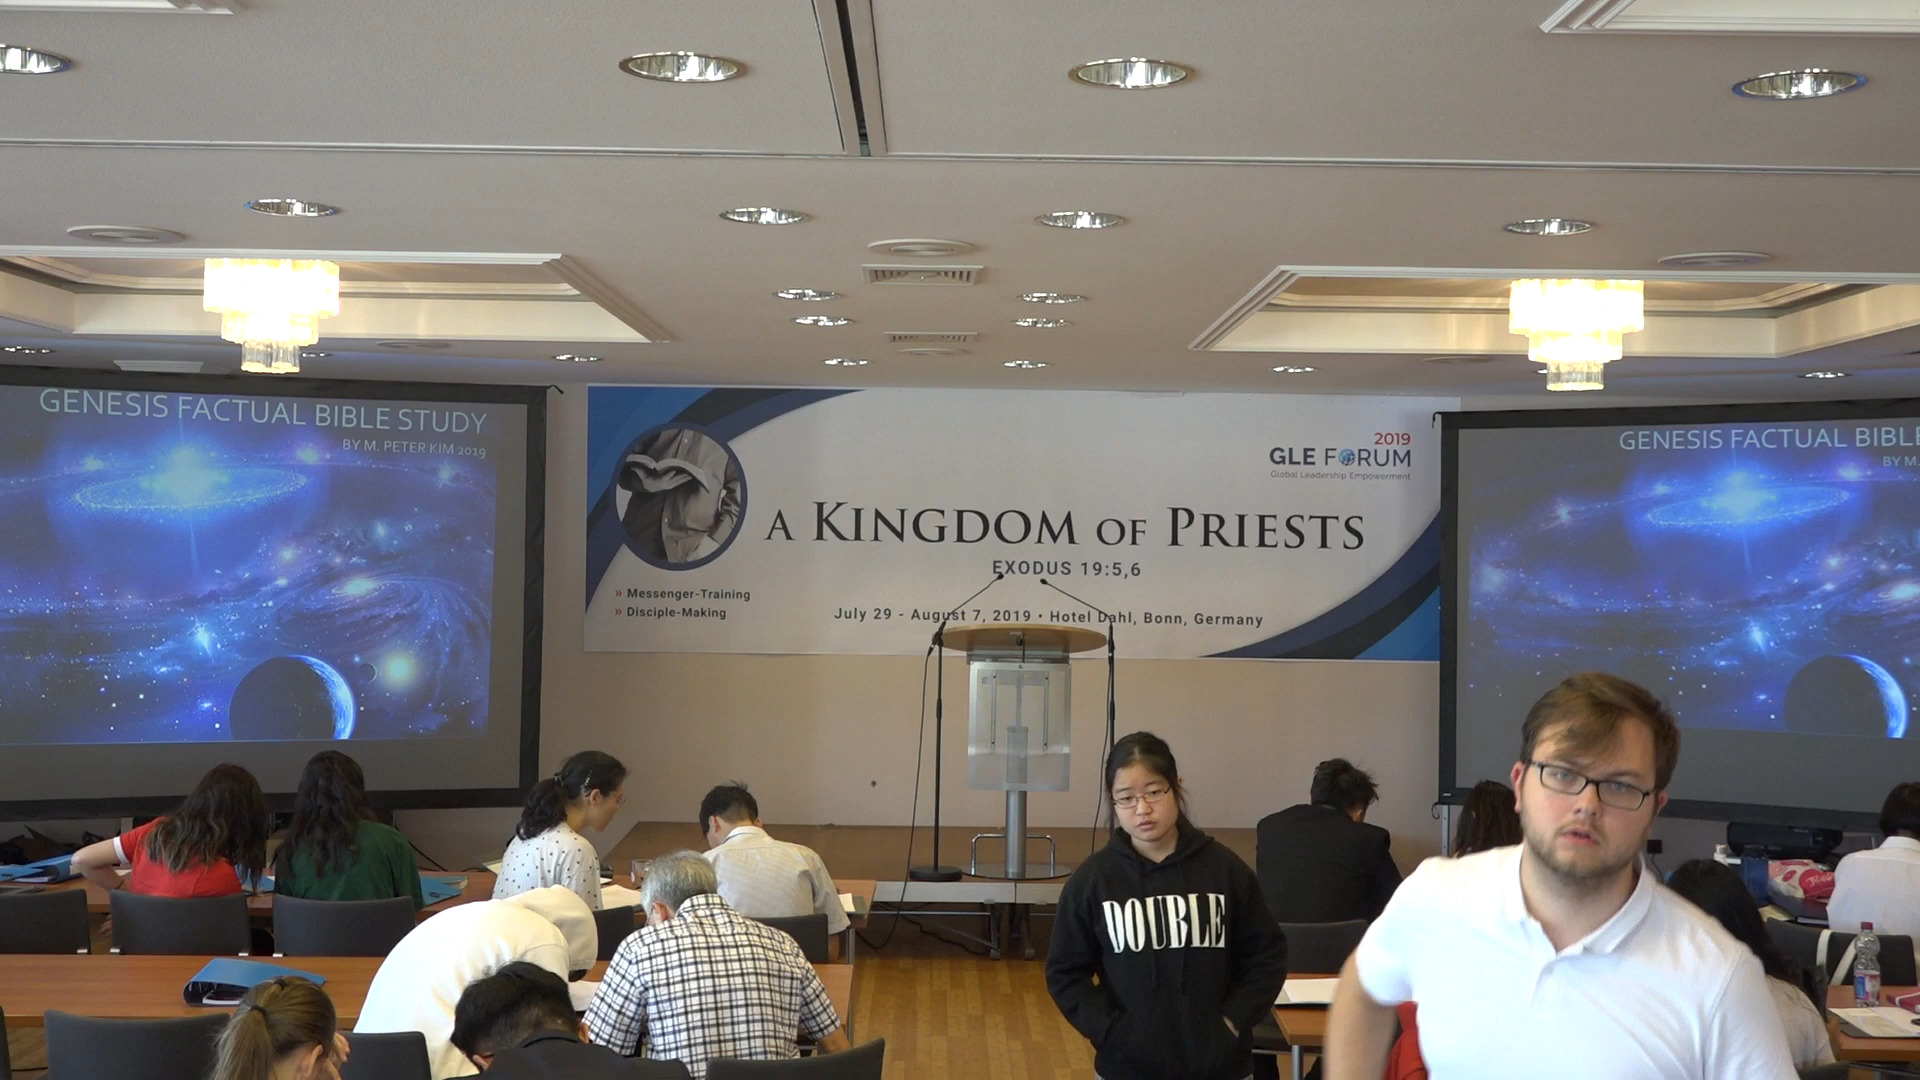 GENESIS FACTUAL BIBLE STUDY
BY M. PETER KIM 2019
2019
GLE FORUM
Global Leadership Empowerment
A KINGDOM OF PRIESTS
EXODUS 19:5,6
» Messenger-Training
» Disciple-Making
July 29 - August 7, 2019 • Hotel Dahl, Bonn, Germany
GENESIS FACTUAL BIBLE
BY M.
DOUBLE